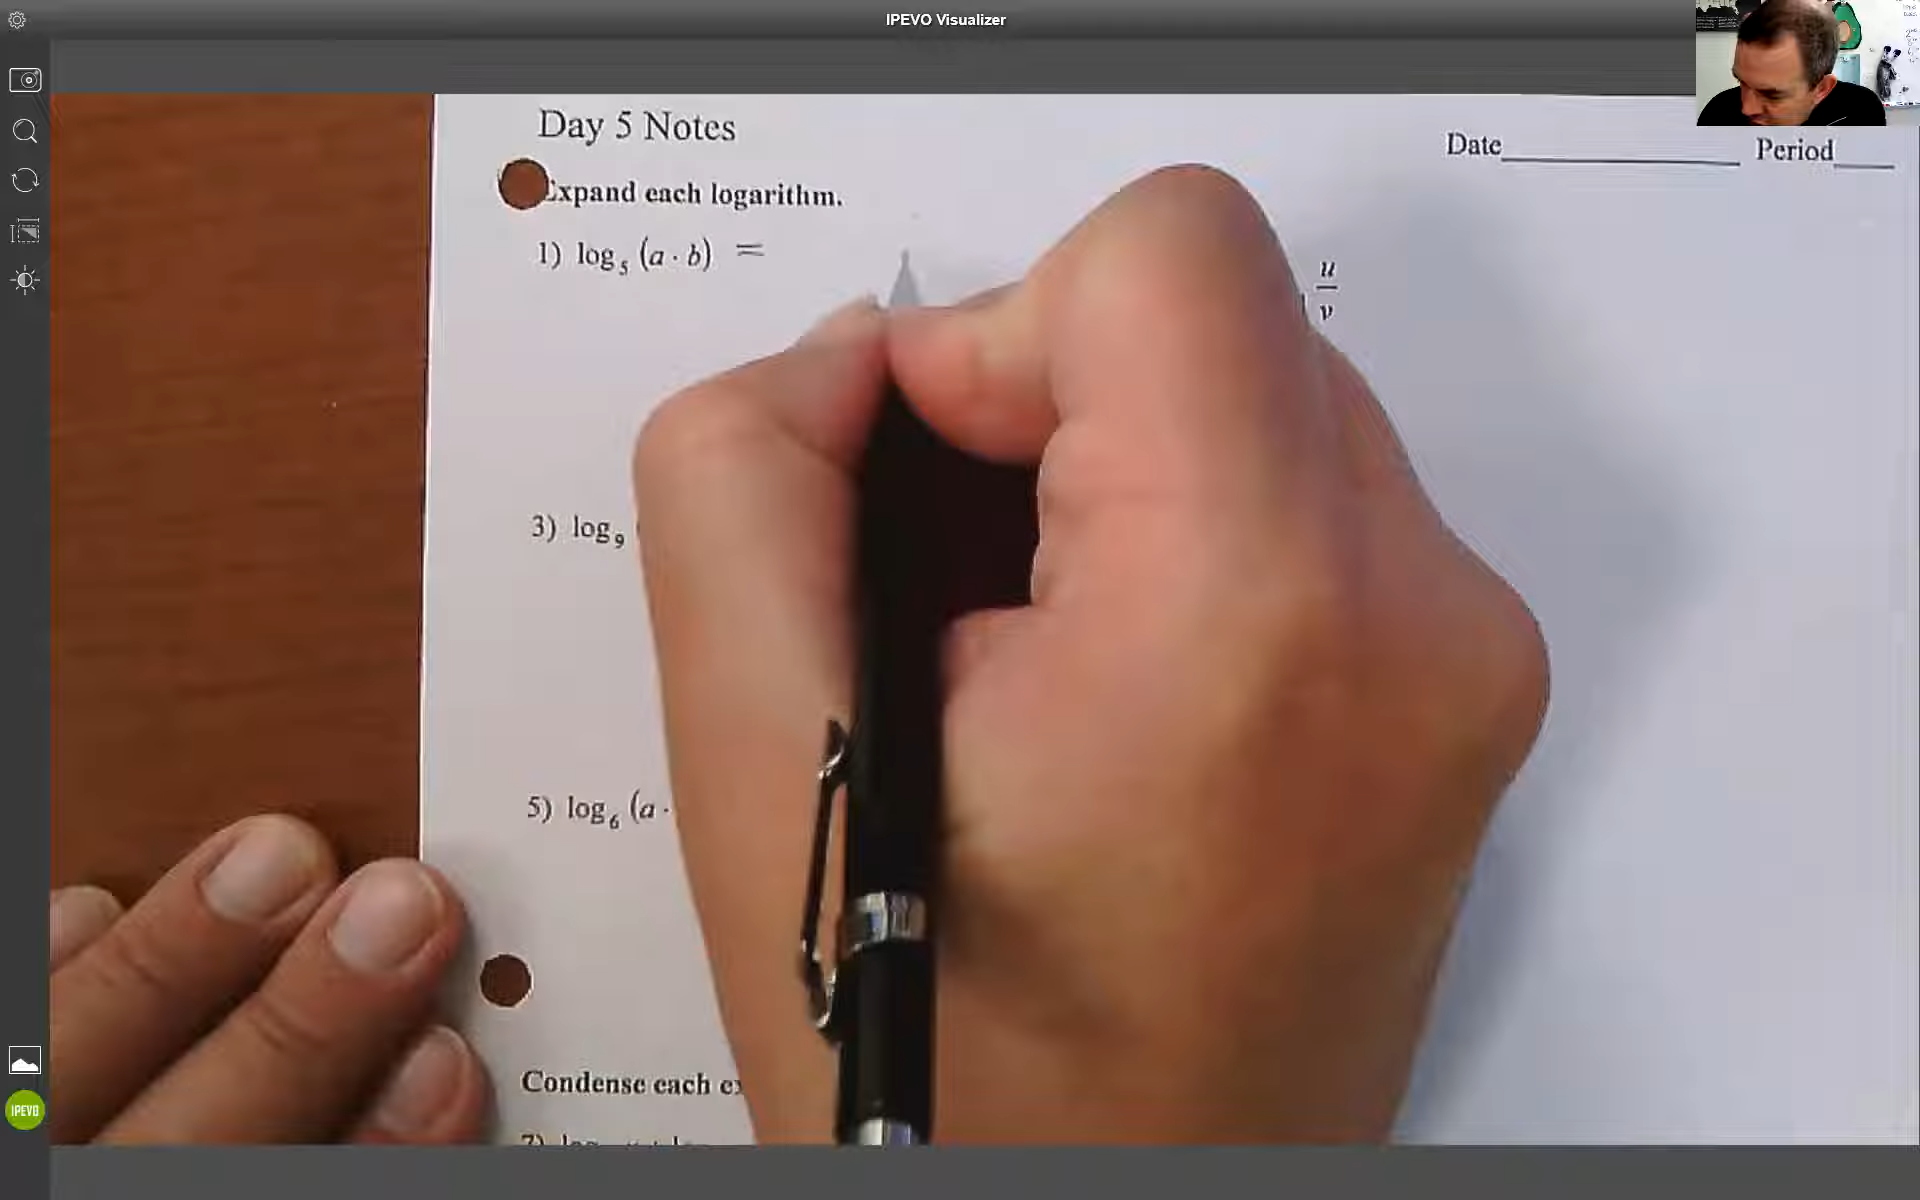 IPEVO Visualizer
Day 5 Notes
Date Period
Expand each logarithm.
1) log₅ (a · b) =
u
v
3) log₉
5) log₆ (a ·
Condense each
IPEVO